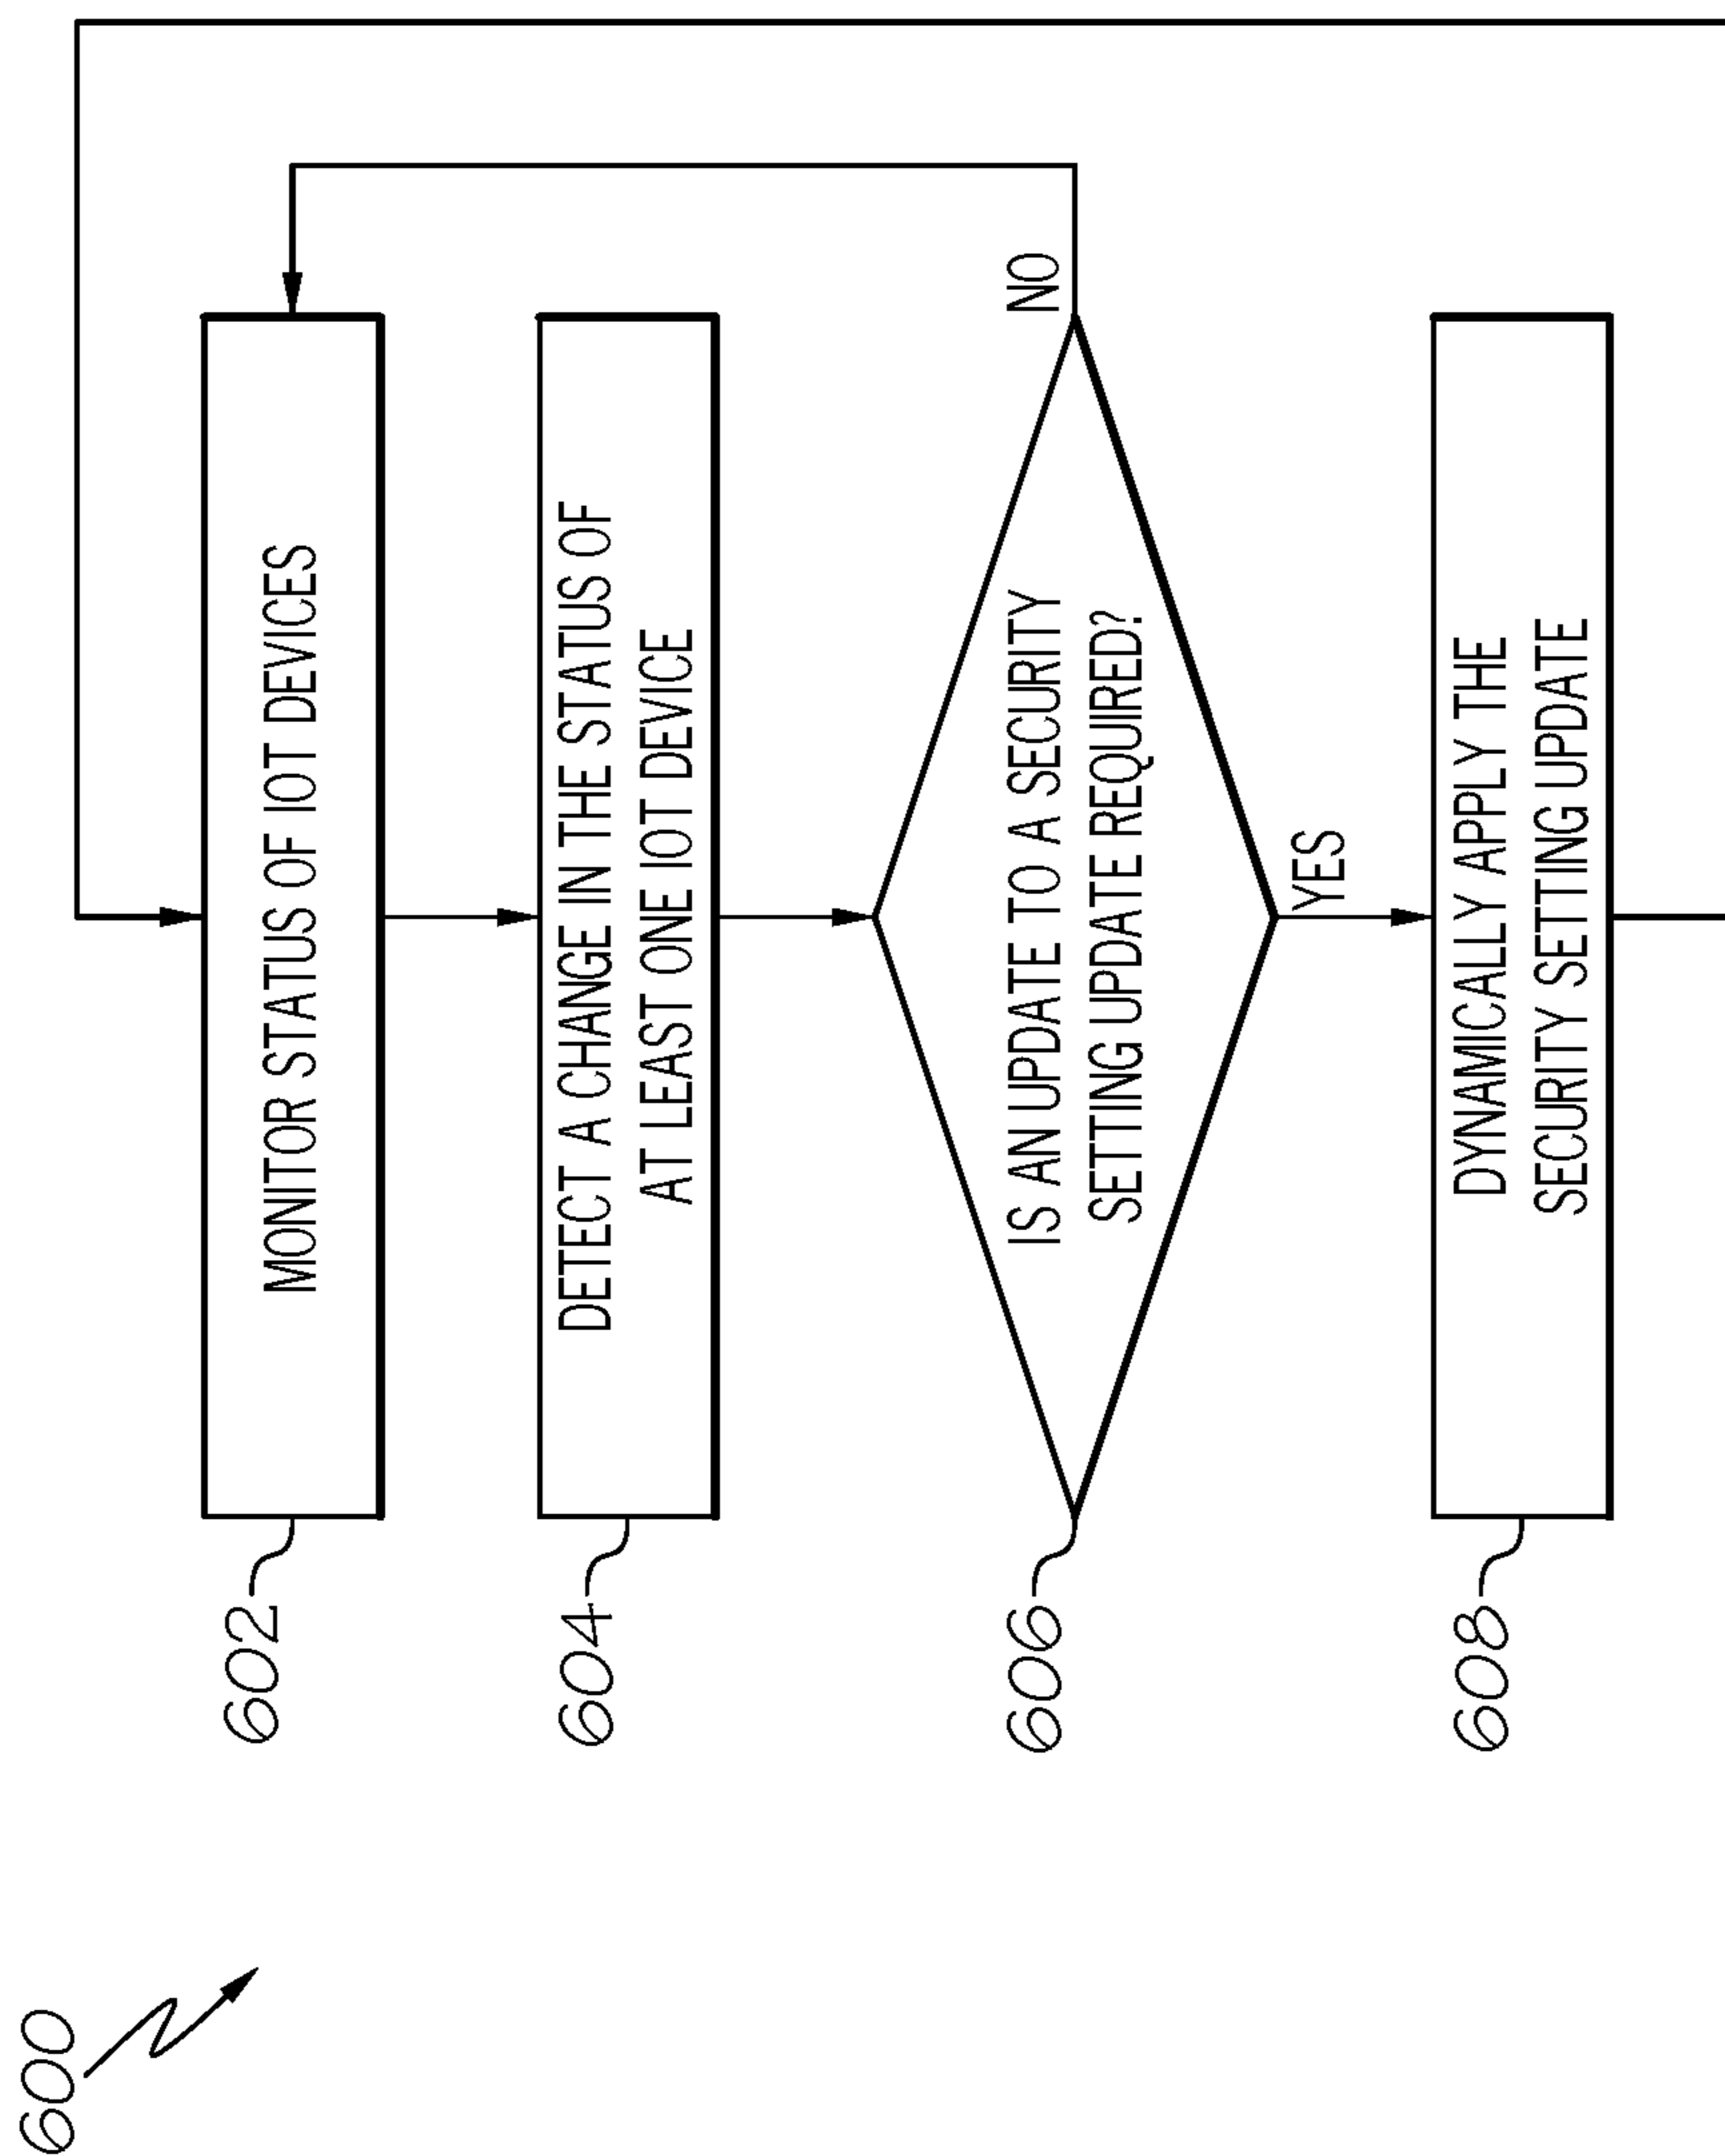 600
602
MONITOR STATUS OF IOT DEVICES
604
DETECT A CHANGE IN THE STATUS OF
AT LEAST ONE IOT DEVICE
606
IS AN UPDATE TO A SECURITY
SETTING UPDATE REQUIRED?
NO
YES
608
DYNAMICALLY APPLY THE
SECURITY SETTING UPDATE